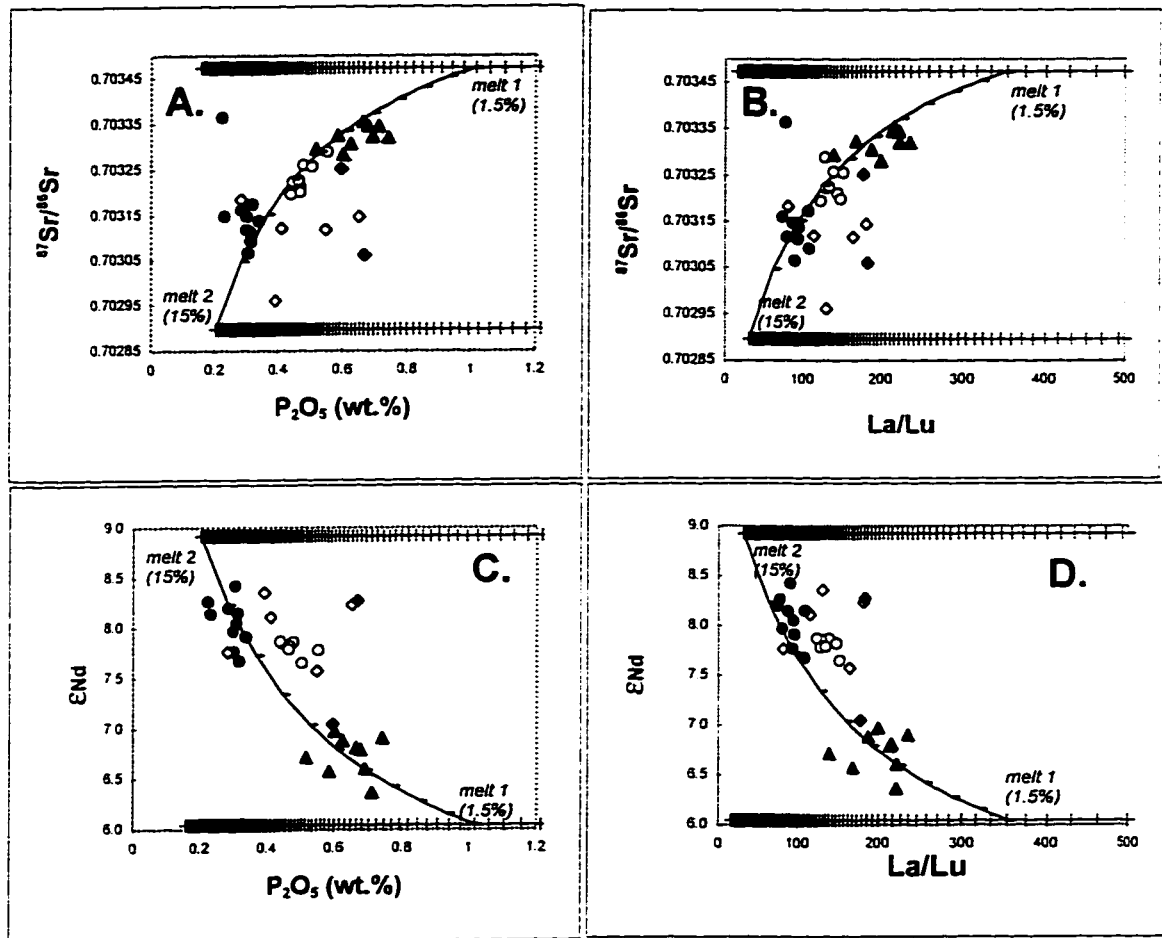 A.
0.70345
0.70335
0.70325
0.70315
0.70305
0.70295
0.70285
87Sr/86Sr
melt 1
(1.5%)
melt 2
(15%)
0 0.2 0.4 0.6 0.8 1 1.2
P2O5 (wt.%)
B.
0.70345
0.70335
0.70325
0.70315
0.70305
0.70295
0.70285
87Sr/86Sr
melt 1
(1.5%)
melt 2
(15%)
0 100 200 300 400 500
La/Lu
C.
9.0
8.5
8.0
7.5
7.0
6.5
6.0
εNd
melt 2
(15%)
melt 1
(1.5%)
0 0.2 0.4 0.6 0.8 1 1.2
P2O5 (wt.%)
D.
9.0
8.5
8.0
7.5
7.0
6.5
6.0
εNd
melt 2
(15%)
melt 1
(1.5%)
0 100 200 300 400 500
La/Lu